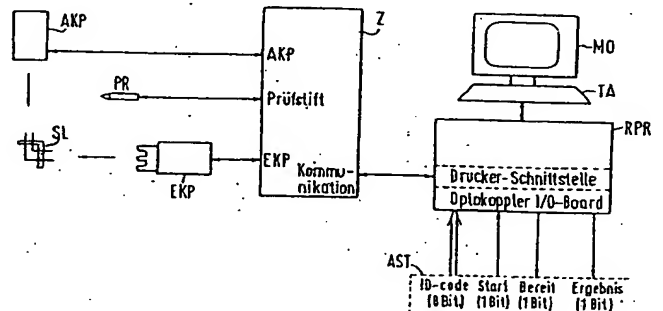 AKP
Z
AKP
PR
Prüfstift
SL
EKP
EKP
Kommu-
nikation
MO
TA
RPR
Drucker-Schnittstelle
Optokoppler I/O-Board
AST
ID-code Start Bereit Ergebnis
(8Bit) (1Bit) (1Bit) (1Bit)